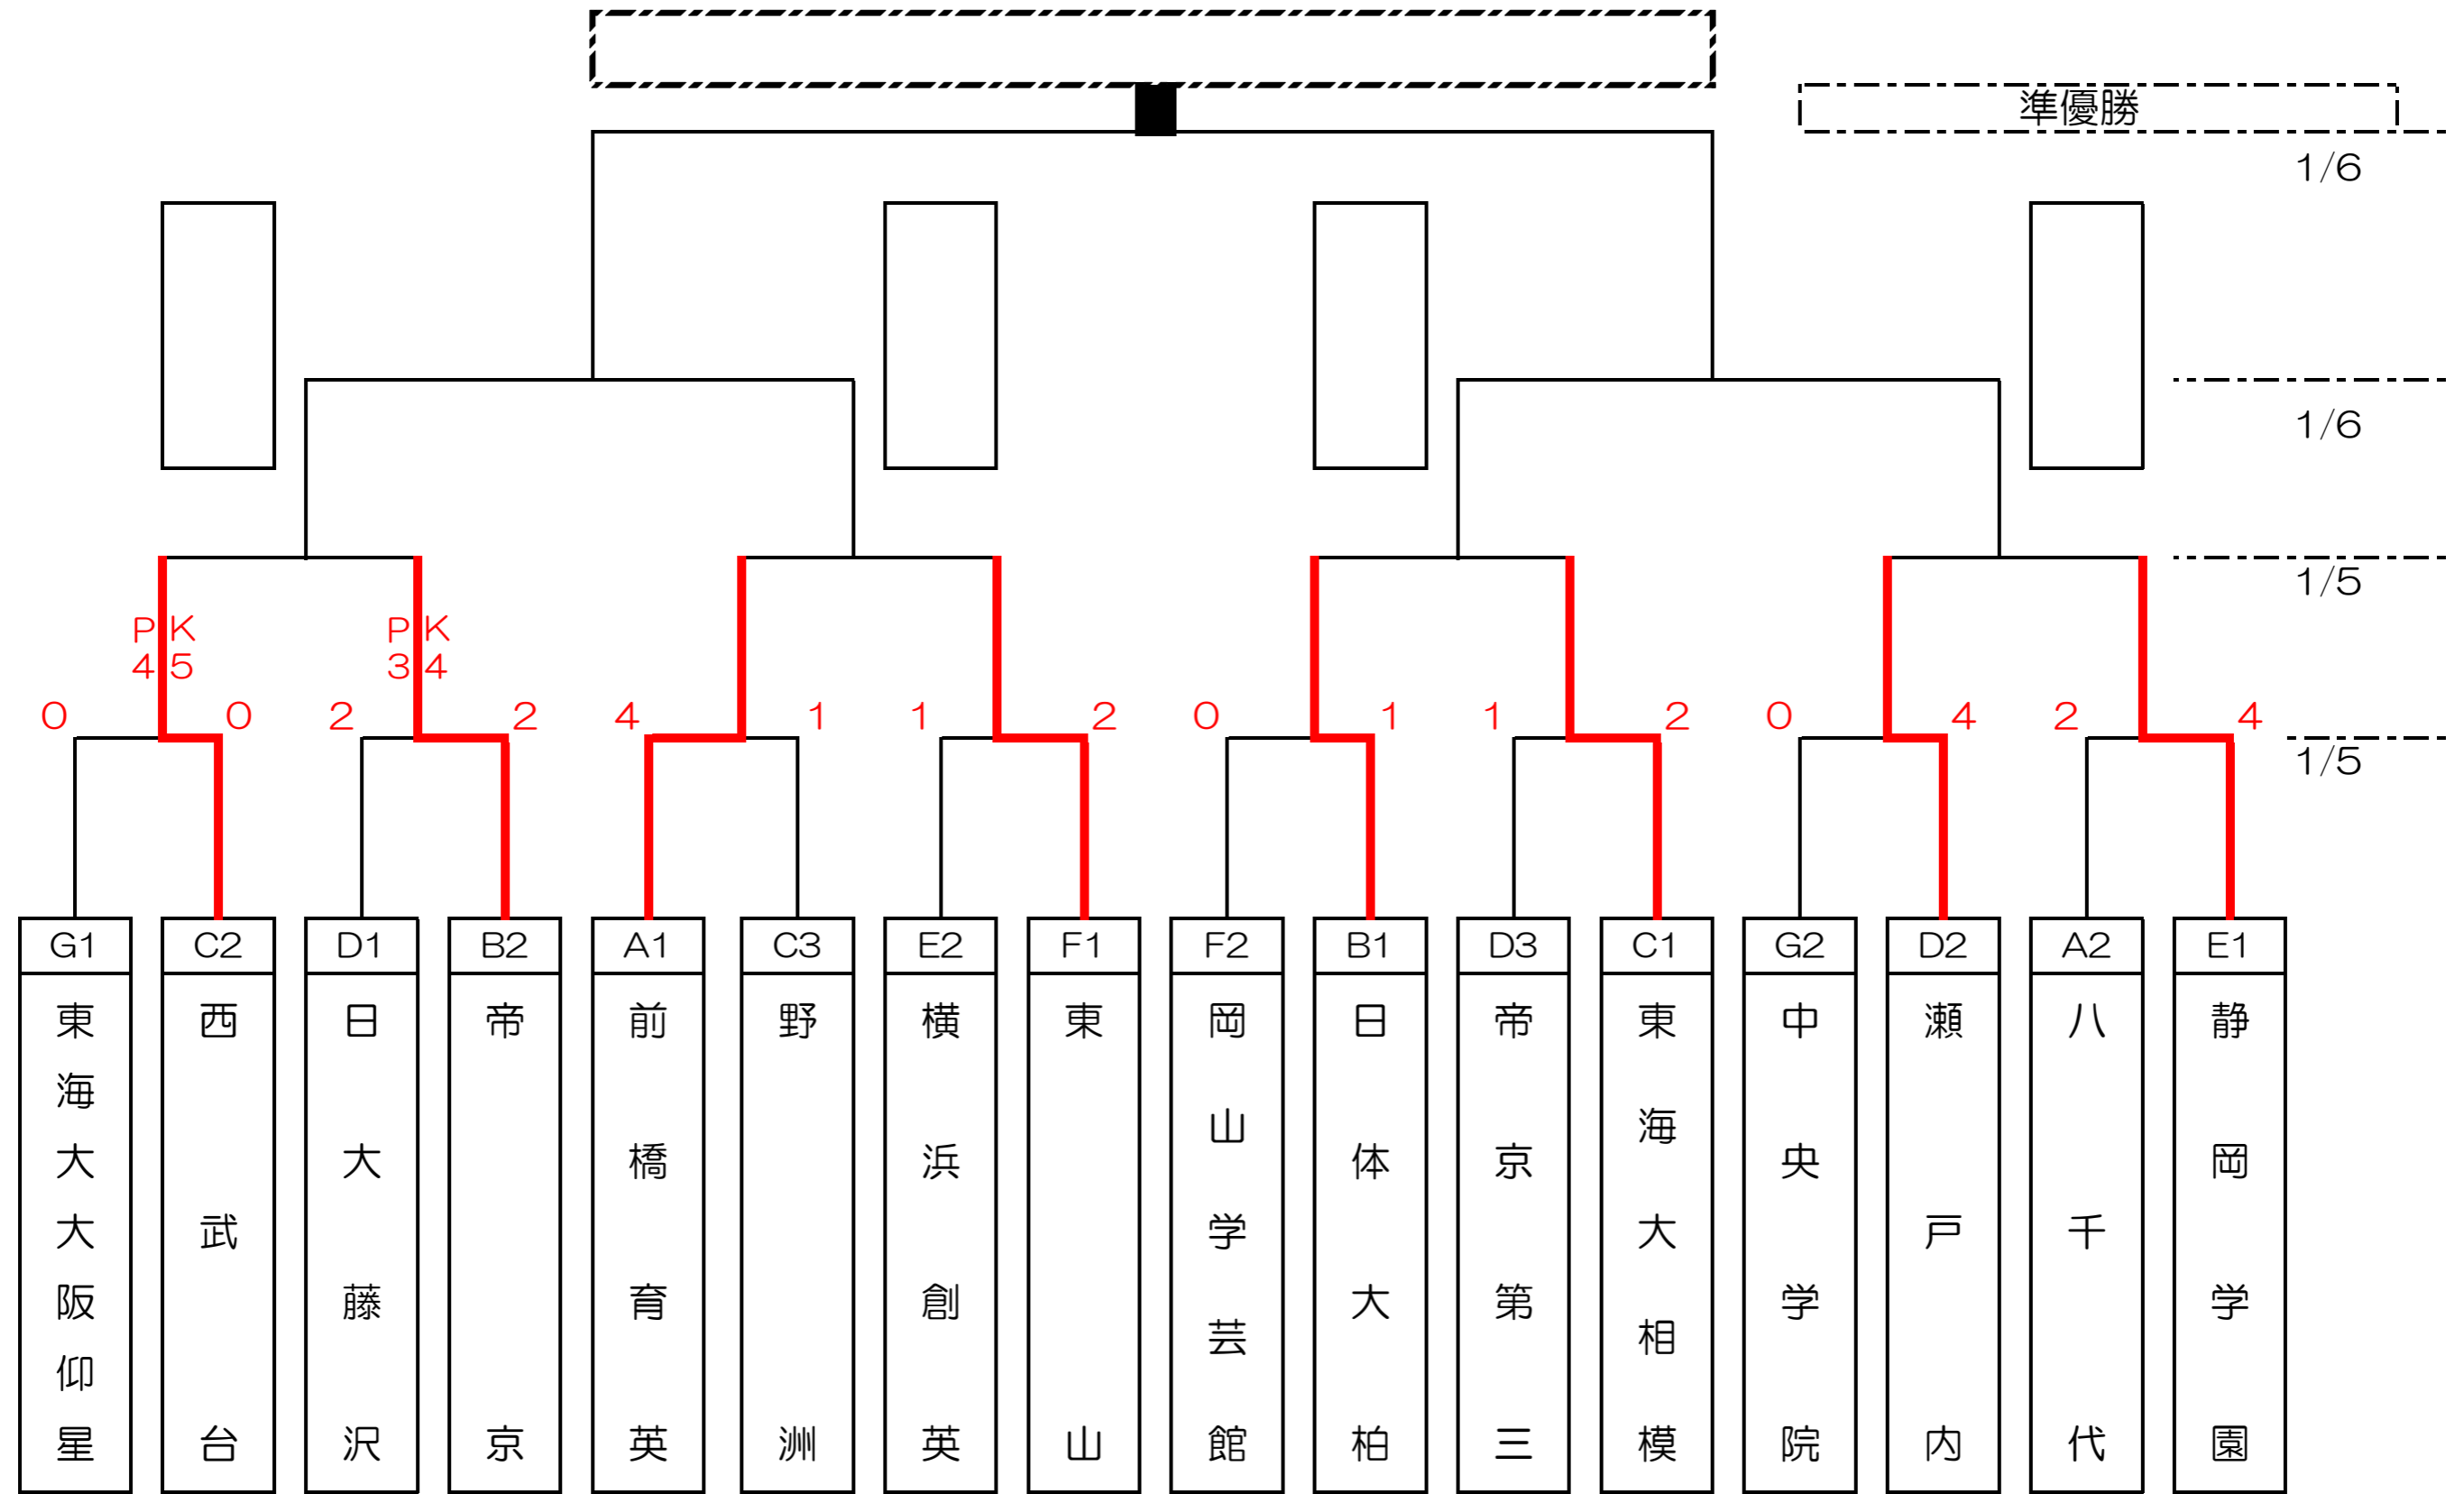 準優勝
1/6
1/6
1/5
PK PK
45 34
0 0 2 2 4 1 1 2 0 1 1 2 0 4 2 4
1/5
G1 C2 D1 B2 A1 C3 E2 F1 F2 B1 D3 C1 G2 D2 A2 E1
東海大大阪仰星
西武台
日大藤沢
帝京
前橋育英
野洲
横浜創英
東山
岡山学芸館
日体大柏
帝京第三
東海大相模
中央学院
瀬戸内
八千代
静岡学園